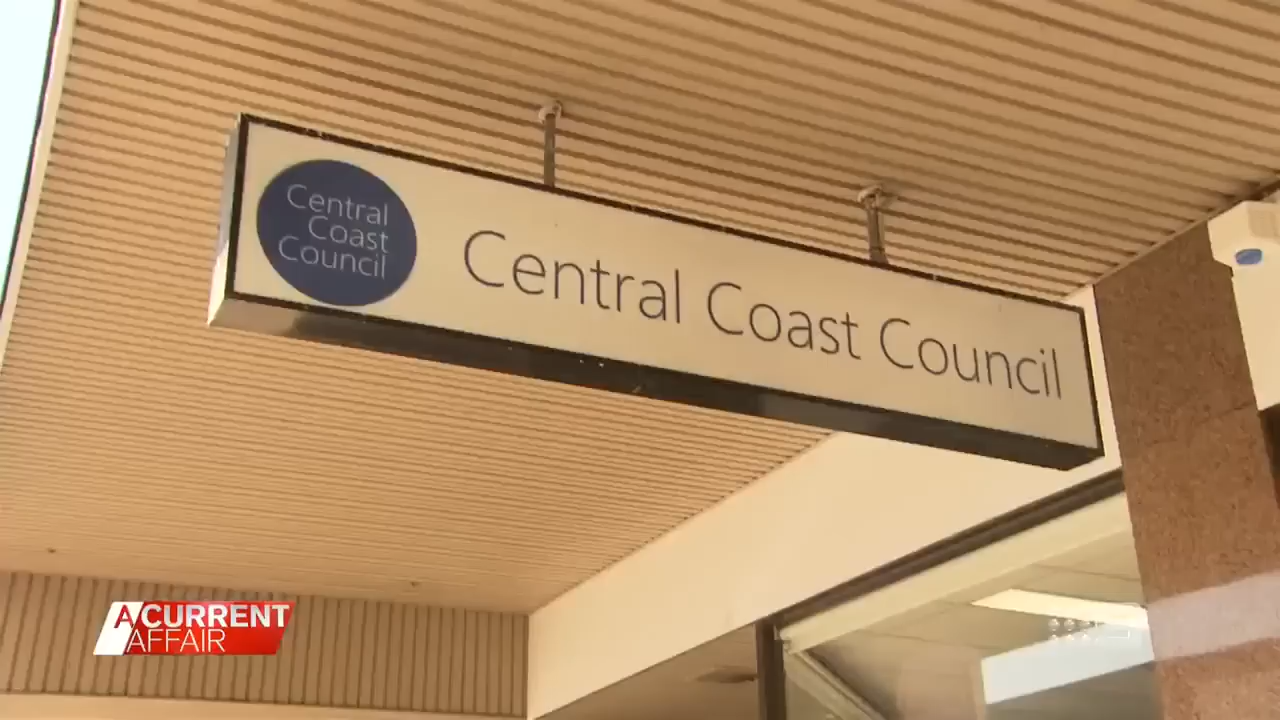 Central
Coast
Council
Central Coast Council
A CURRENT
AFFAIR